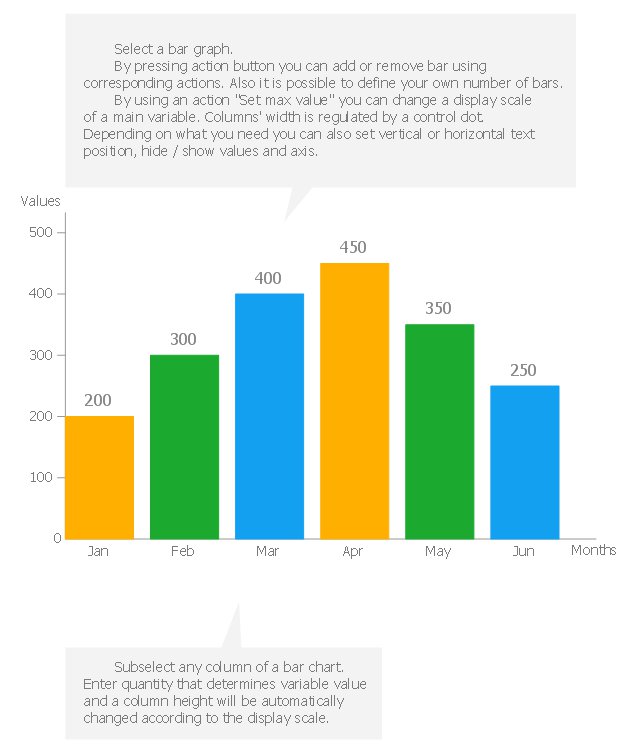 Select a bar graph.
By pressing action button you can add or remove bar using
corresponding actions. Also it is possible to define your own number of bars.
By using an action "Set max value" you can change a display scale
of a main variable. Columns' width is regulated by a control dot.
Depending on what you need you can also set vertical or horizontal text
position, hide / show values and axis.
Values
500
400
300
200
100
0
200
300
400
450
350
250
Jan
Feb
Mar
Apr
May
Jun
Months
Subselect any column of a bar chart.
Enter quantity that determines variable value
and a column height will be automatically
changed according to the display scale.